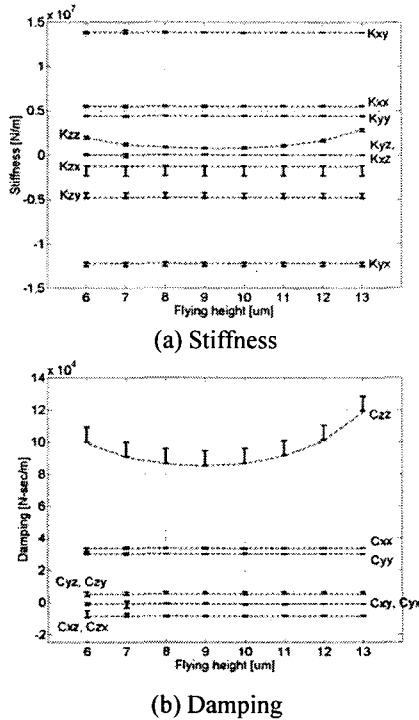 x 10^7
1.5
1
0.5
0
-0.5
-1
-1.5
Stiffness [N/m]
Kxy
Kxx
Kyy
Kzz
Kyz,
Kxz
Kzx
Kzy
Kyx
6 7 8 9 10 11 12 13
Flying height [um]
(a) Stiffness
x 10^4
14
12
10
8
6
4
2
0
-2
Damping [N-sec/m]
Czz
Cxx
Cyy
Cyz, Czy
Cxy, Cyx
Cxz, Czx
6 7 8 9 10 11 12 13
Flying height [um]
(b) Damping